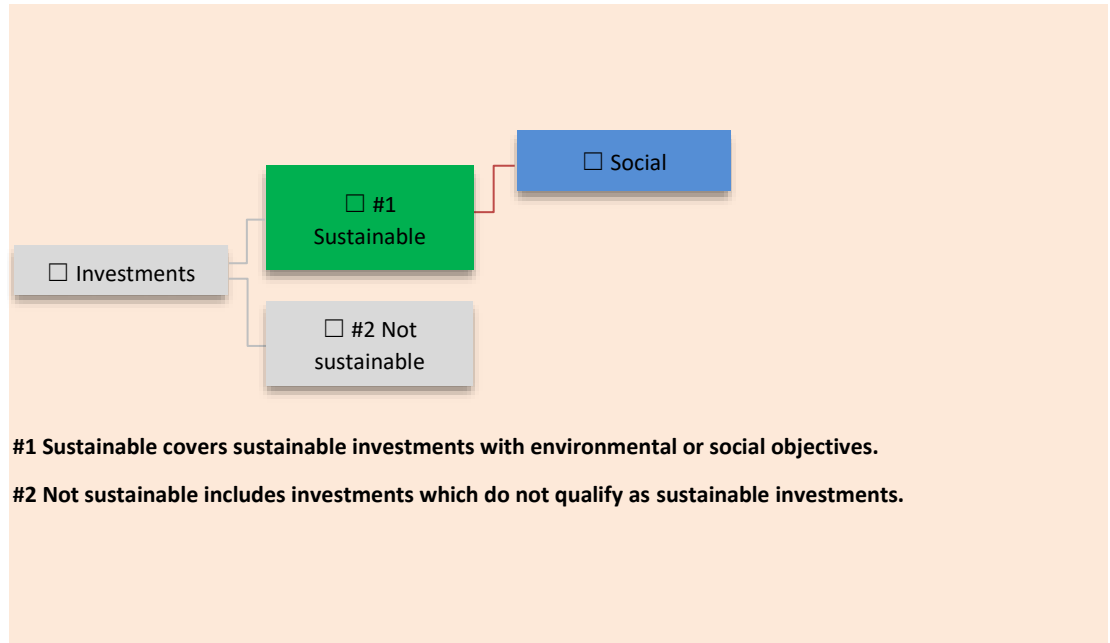 ☐ Social
☐ #1
Sustainable
☐ Investments
☐ #2 Not
sustainable
#1 Sustainable covers sustainable investments with environmental or social objectives.
#2 Not sustainable includes investments which do not qualify as sustainable investments.